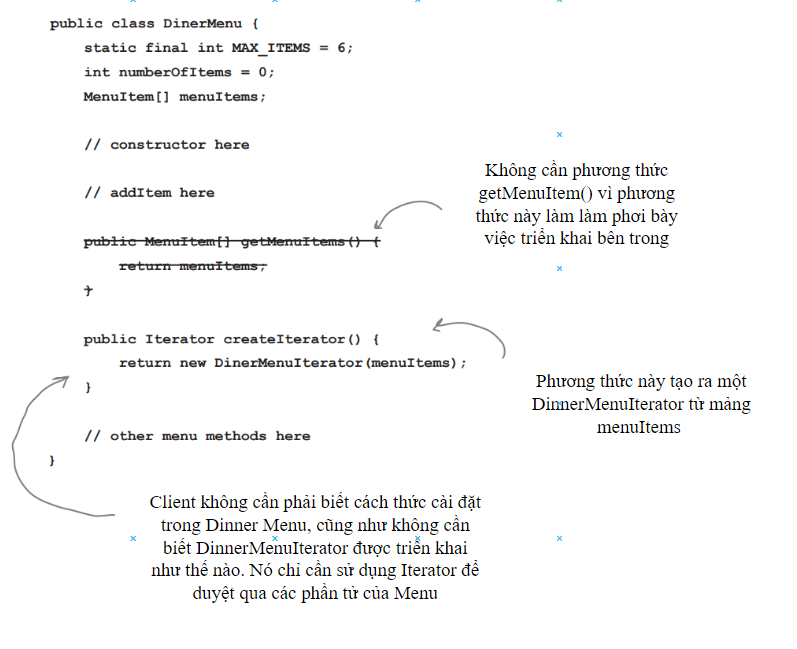 public class DinerMenu {
static final int MAX_ITEMS = 6;
int numberOfItems = 0;
MenuItem[] menuItems;
// constructor here
// addItem here
public MenuItem[] getMenuItems() {
return menuItems;
}
Không cần phương thức
getMenuItem() vì phương
thức này làm làm phơi bày
việc triển khai bên trong
public Iterator createIterator() {
return new DinerMenuIterator(menuItems);
}
Phương thức này tạo ra một
DinnerMenuIterator từ mảng
menuItems
// other menu methods here
}
Client không cần phải biết cách thức cài đặt
trong Dinner Menu, cũng như không cần
biết DinnerMenuIterator được triển khai
như thế nào. Nó chỉ cần sử dụng Iterator để
duyệt qua các phần tử của Menu